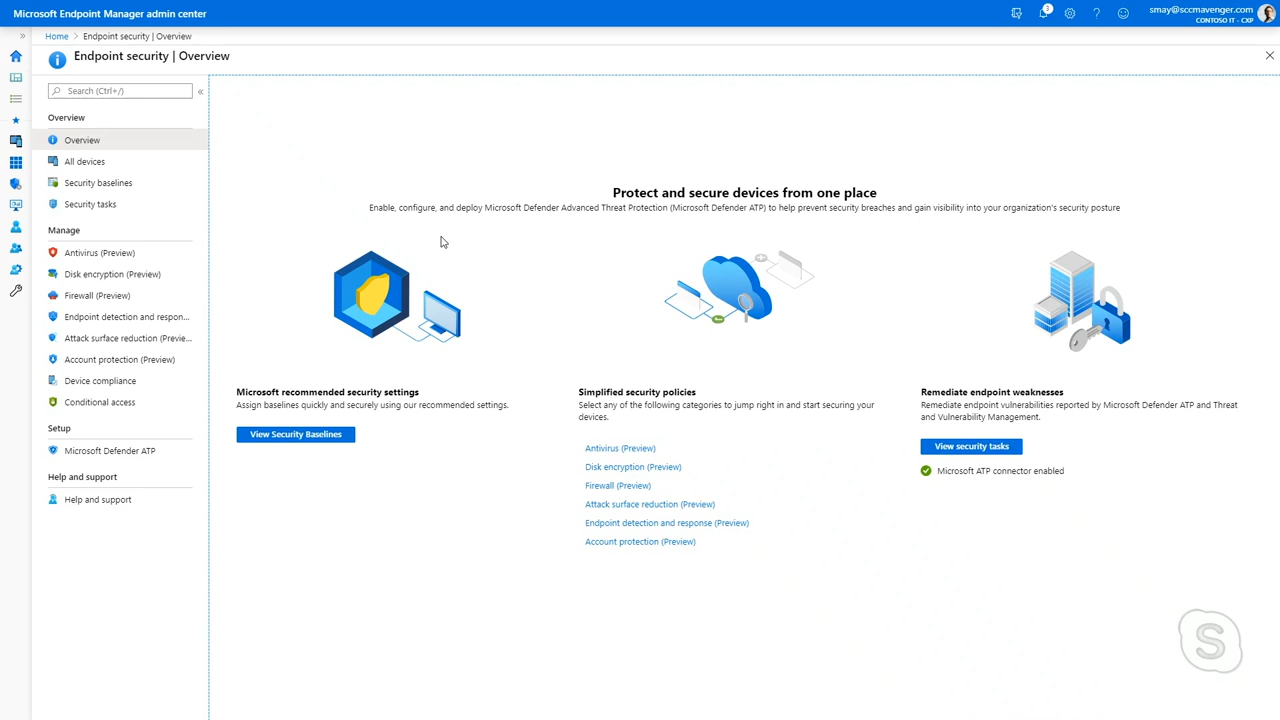 Microsoft Endpoint Manager admin center
3
smay@sccmavenger.com
CONTOSO IT - CXP
Home > Endpoint security | Overview
Endpoint security | Overview
Search (Ctrl+/)
Overview
Overview
All devices
Security baselines
Security tasks
Manage
Antivirus (Preview)
Disk encryption (Preview)
Firewall (Preview)
Endpoint detection and respon...
Attack surface reduction (Previe...
Account protection (Preview)
Device compliance
Conditional access
Setup
Microsoft Defender ATP
Help and support
Help and support
Protect and secure devices from one place
Enable, configure, and deploy Microsoft Defender Advanced Threat Protection (Microsoft Defender ATP) to help prevent security breaches and gain visibility into your organization's security posture
Microsoft recommended security settings
Assign baselines quickly and securely using our recommended settings.
View Security Baselines
Simplified security policies
Select any of the following categories to jump right in and start securing your
devices.
Antivirus (Preview)
Disk encryption (Preview)
Firewall (Preview)
Attack surface reduction (Preview)
Endpoint detection and response (Preview)
Account protection (Preview)
Remediate endpoint weaknesses
Remediate endpoint vulnerabilities reported by Microsoft Defender ATP and Threat
and Vulnerability Management.
View security tasks
Microsoft ATP connector enabled
S